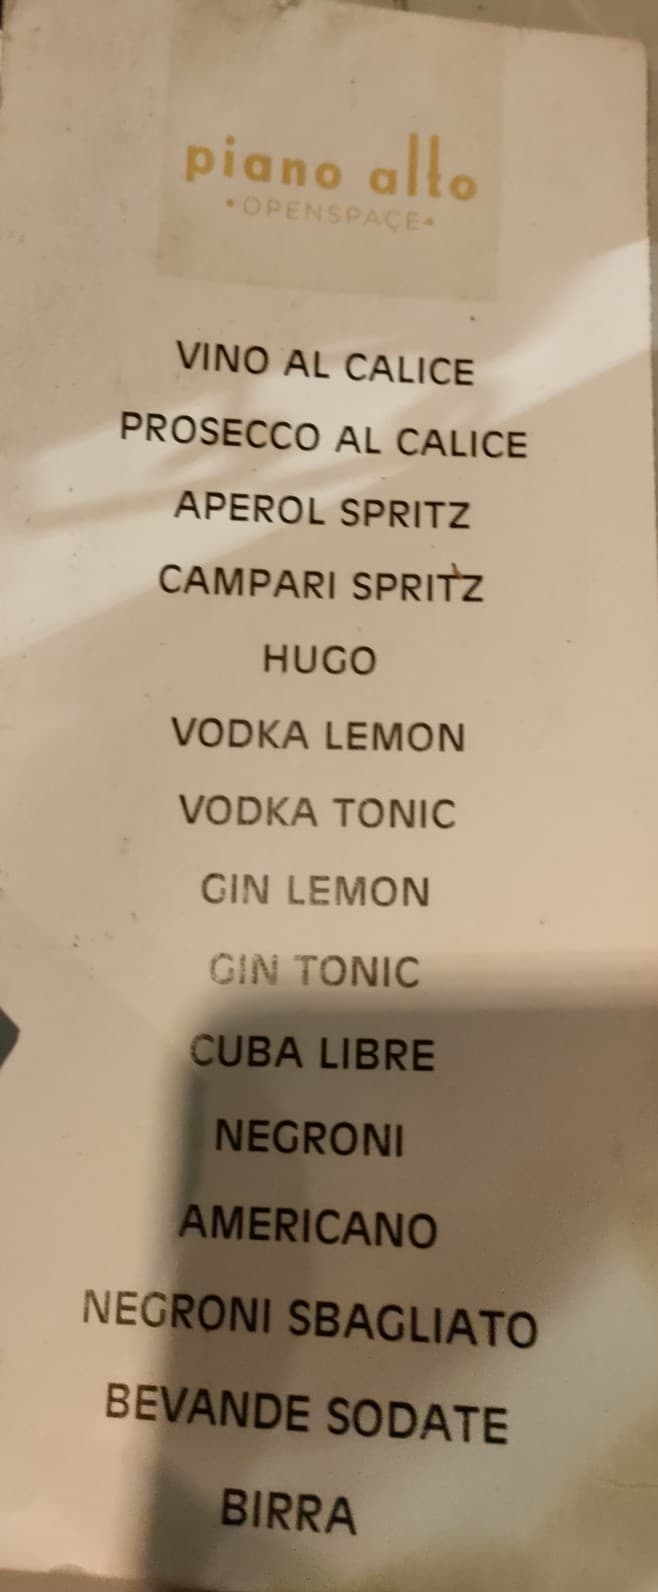 piano alto
•OPENSPACE•
VINO AL CALICE
PROSECCO AL CALICE
APEROL SPRITZ
CAMPARI SPRITZ
HUGO
VODKA LEMON
VODKA TONIC
GIN LEMON
GIN TONIC
CUBA LIBRE
NEGRONI
AMERICANO
NEGRONI SBAGLIATO
BEVANDE SODATE
BIRRA